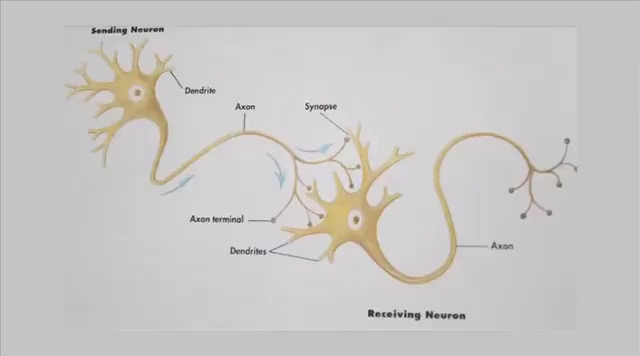 Sending Neuron
Dendrite
Axon
Synapse
Axon terminal
Dendrites
Axon
Receiving Neuron